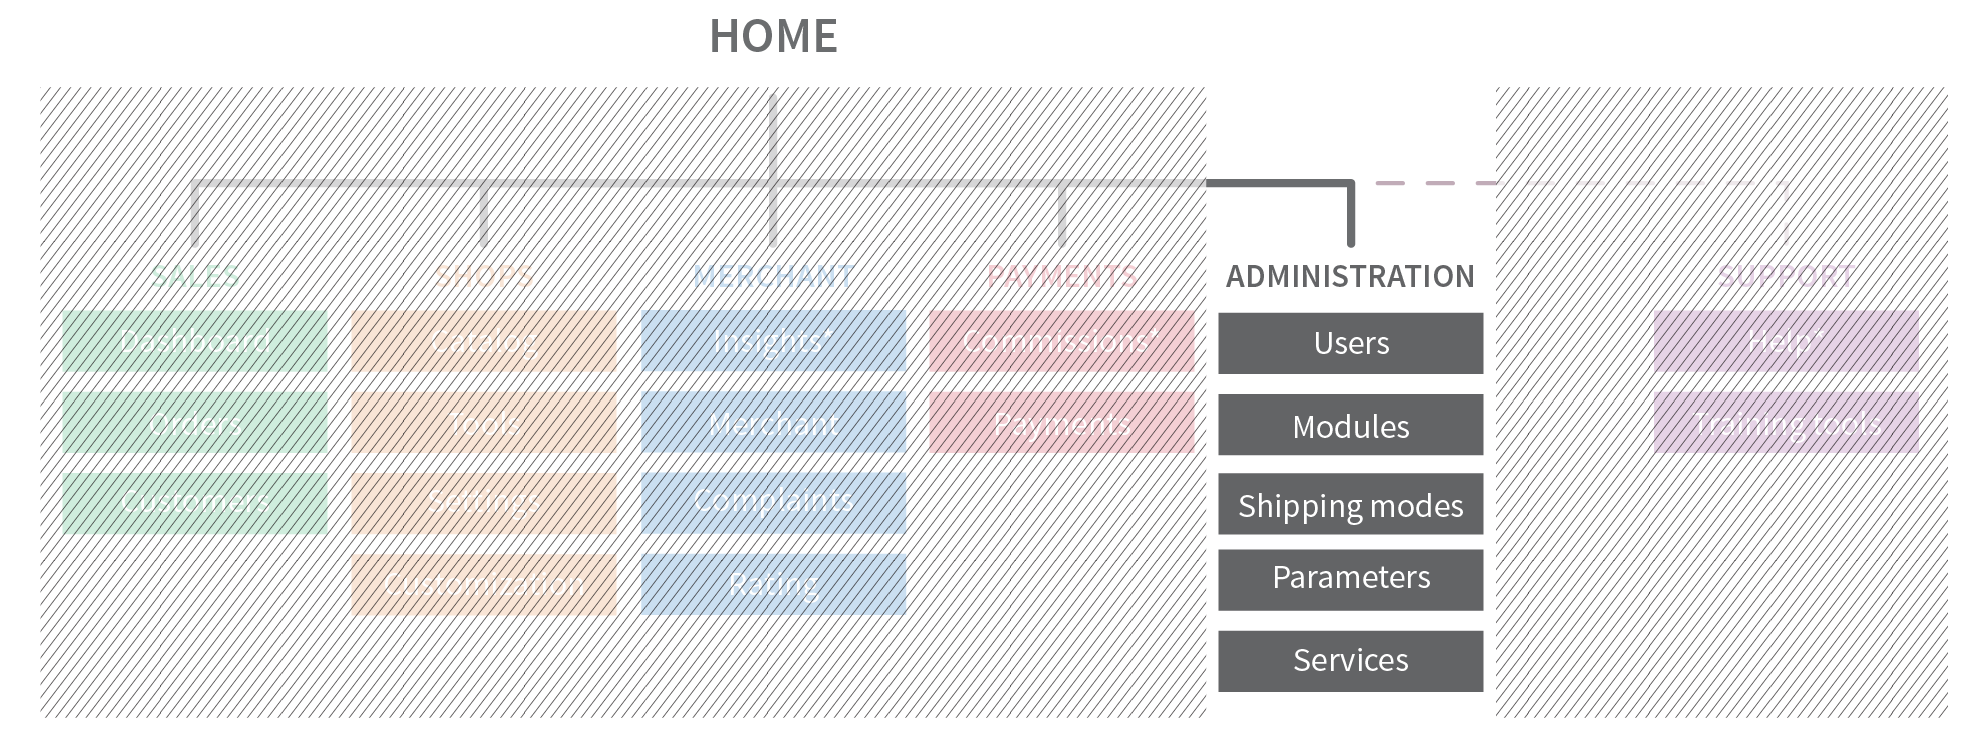 HOME
SALES
SHOPS
MERCHANT
PAYMENTS
ADMINISTRATION
SUPPORT
Dashboard
Catalog
Insights*
Commissions*
Users
Help*
Orders
Tools
Merchant
Payments
Modules
Training tools
Customers
Settings
Complaints
Shipping modes
Customization
Rating
Parameters
Services